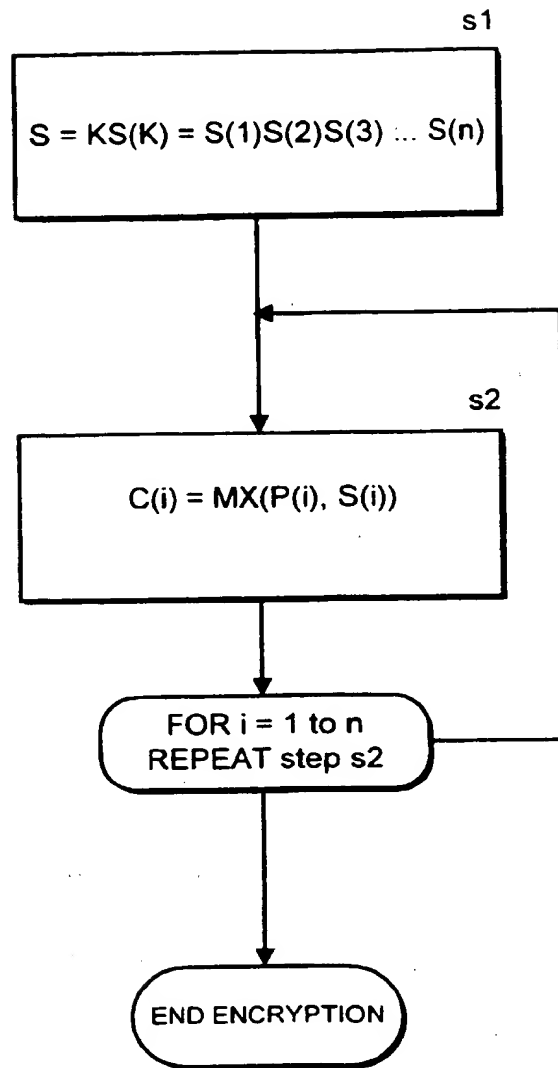 s1
S = KS(K) = S(1)S(2)S(3) ... S(n)
s2
C(i) = MX(P(i), S(i))
FOR i = 1 to n
REPEAT step s2
END ENCRYPTION